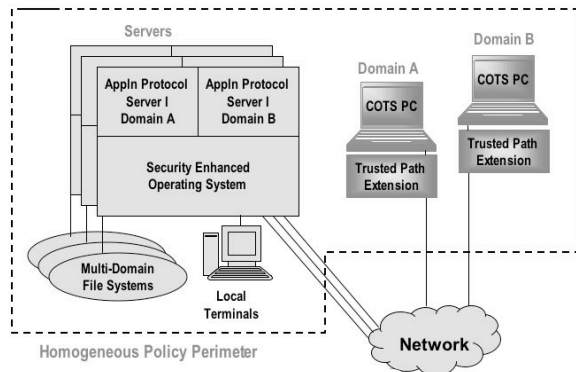 Servers
Domain B
Domain A
Appln Protocol
Server I
Domain A
Appln Protocol
Server I
Domain B
COTS PC
COTS PC
Security Enhanced
Operating System
Trusted Path
Extension
Trusted Path
Extension
Multi-Domain
File Systems
Local
Terminals
Network
Homogeneous Policy Perimeter